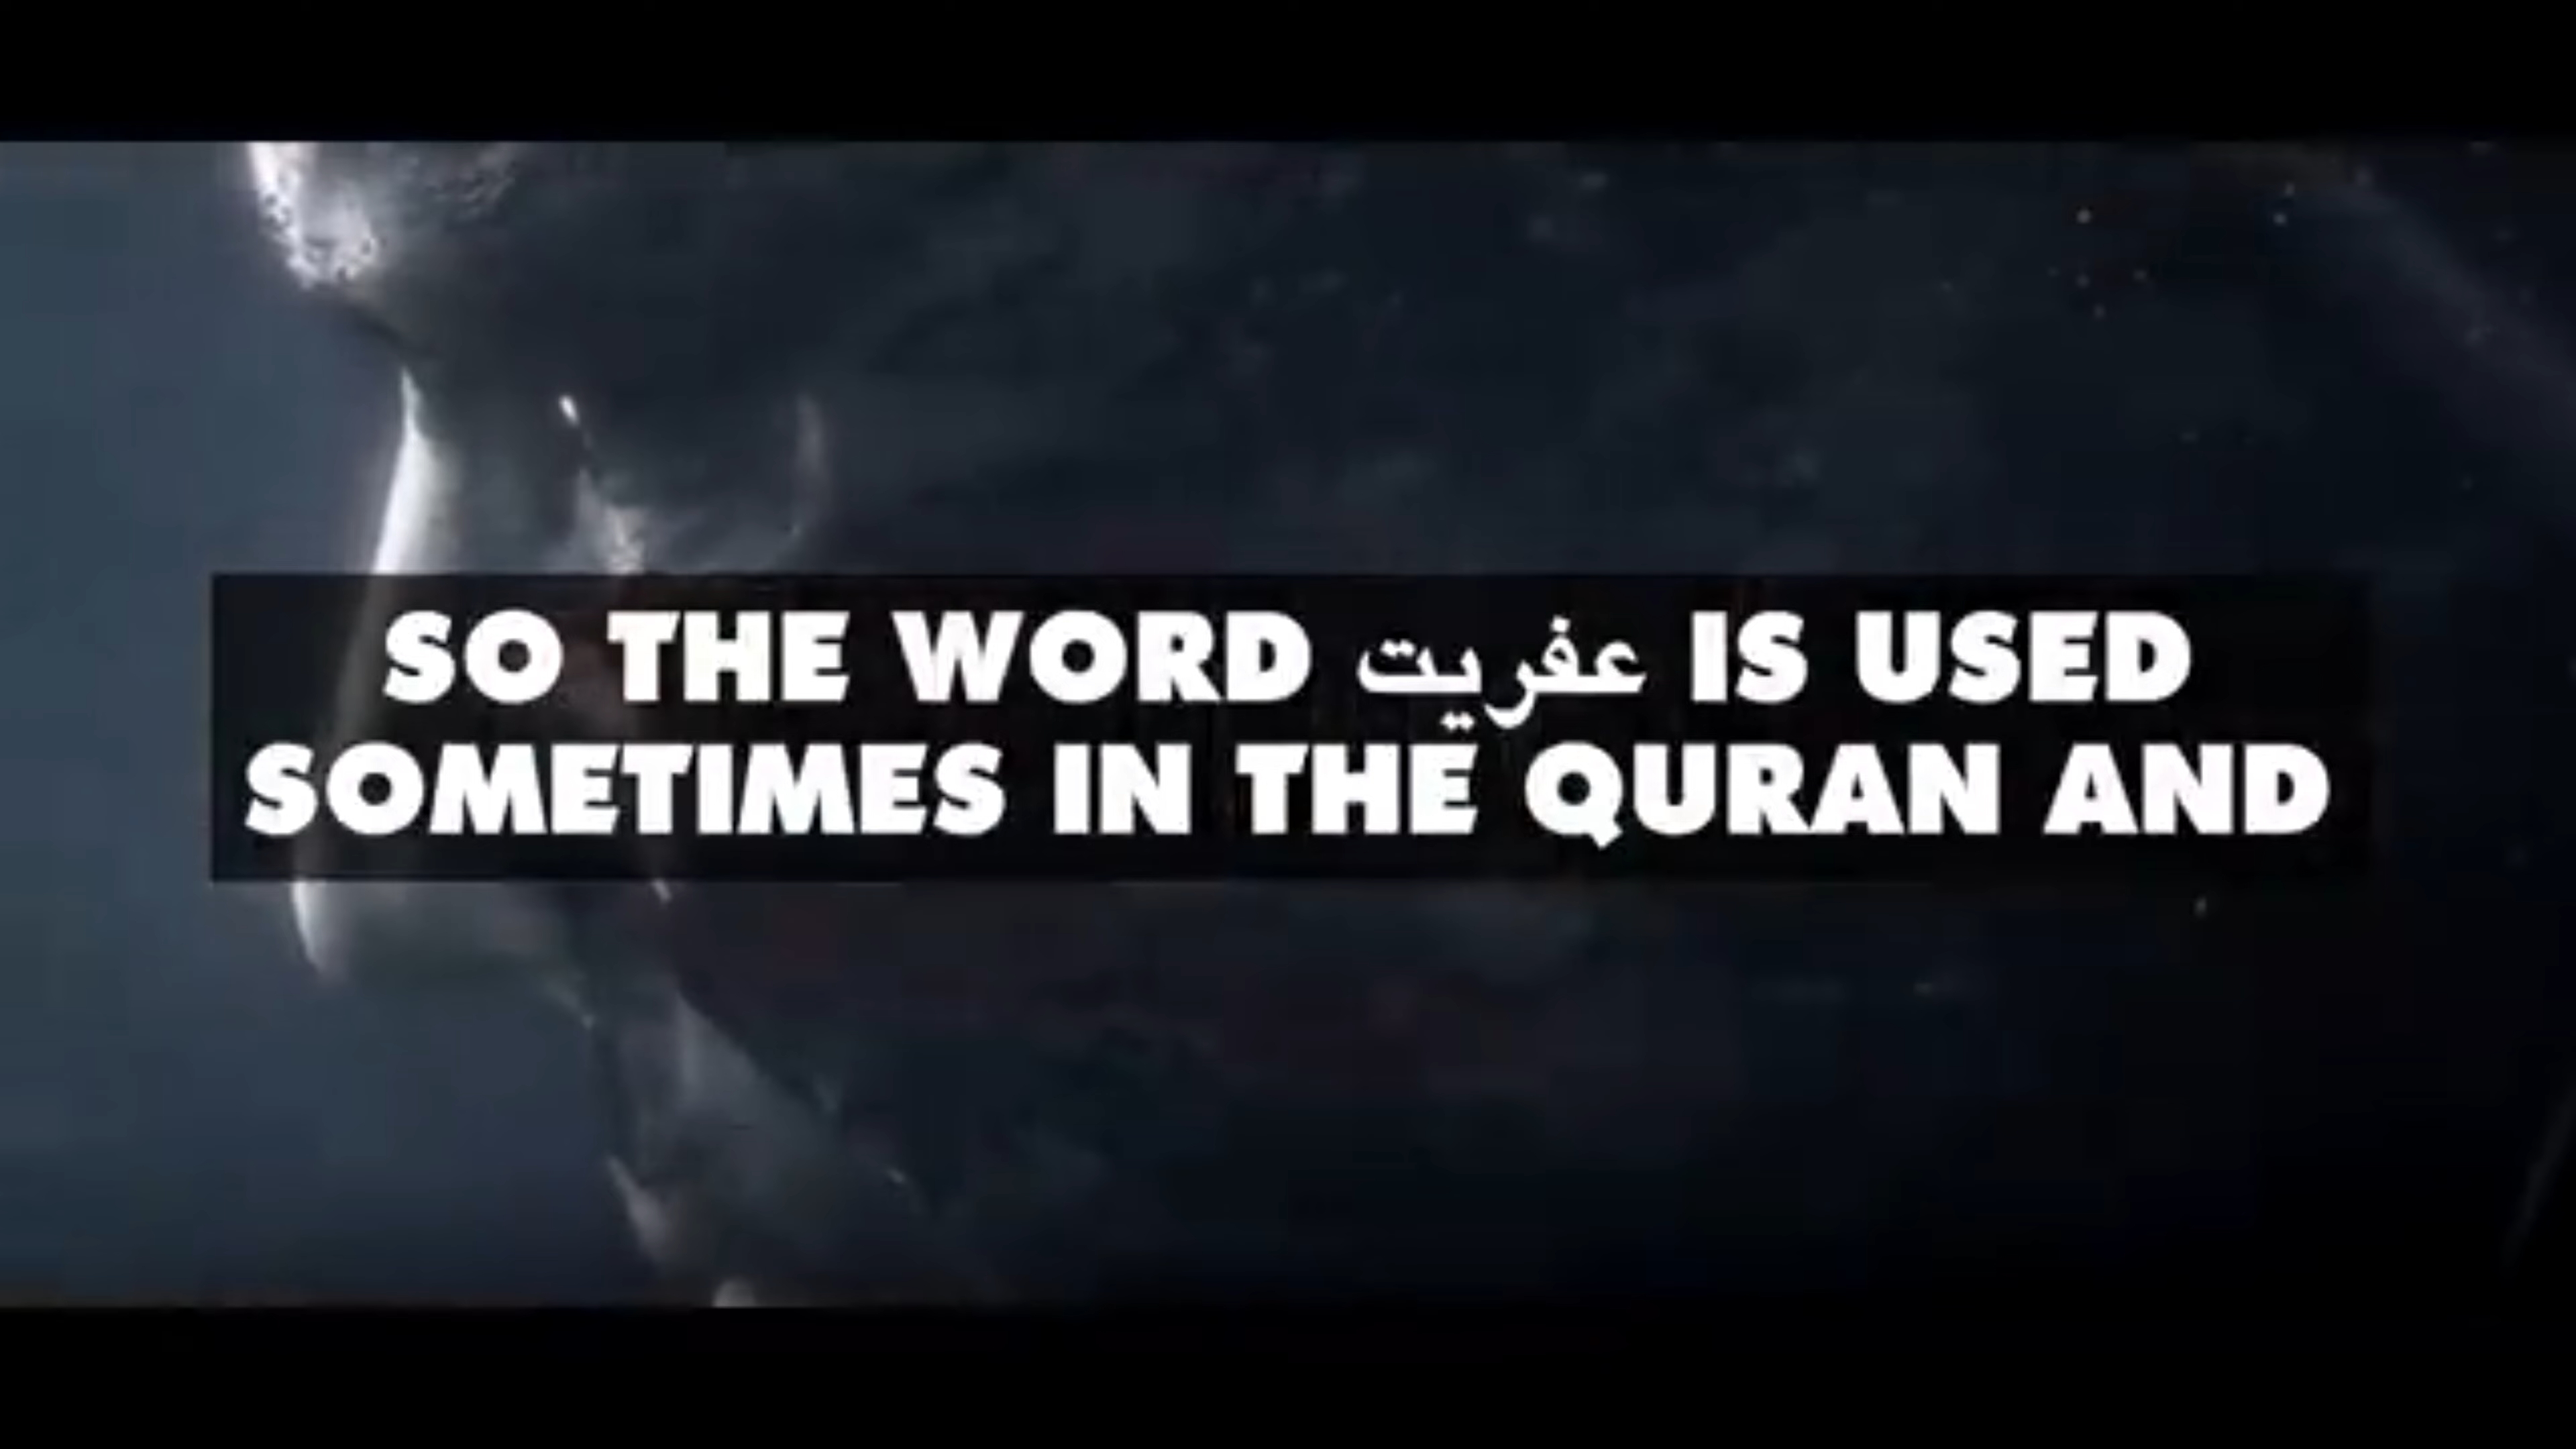 SO THE WORD عفريت IS USED
SOMETIMES IN THE QURAN AND